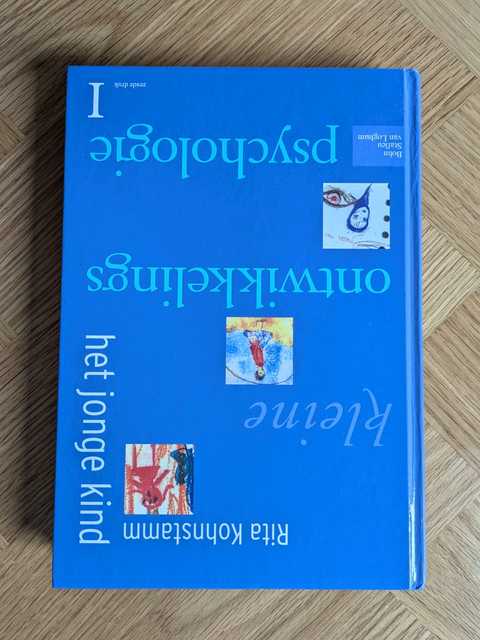 Rita Kohnstamm
het jonge kind
kleine
ontwikkelings
psychologie
I
zesde druk
Bohn
Stafleu
van Loghum